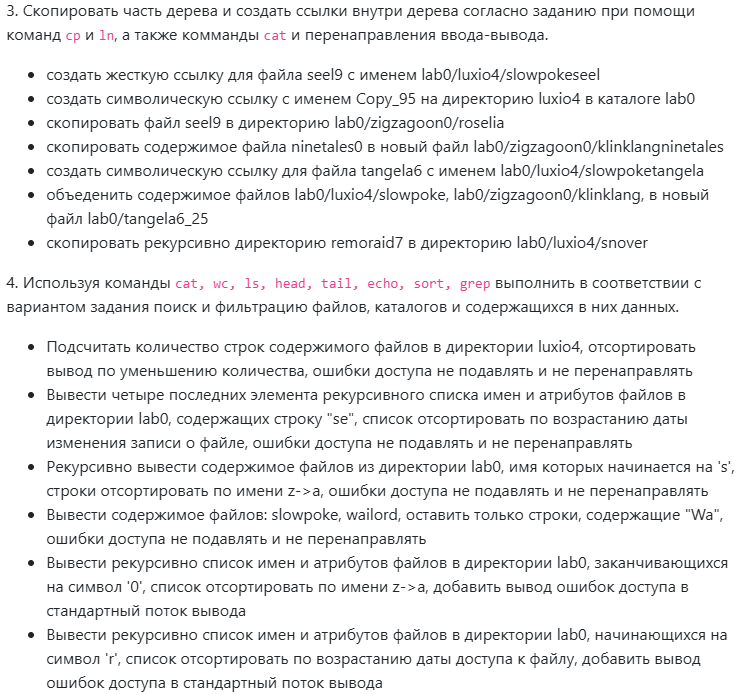 3. Скопировать часть дерева и создать ссылки внутри дерева согласно заданию при помощи
команд cp и ln, а также комманды cat и перенаправления ввода-вывода.
• создать жесткую ссылку для файла seel9 с именем lab0/luxio4/slowpokeseel
• создать символическую ссылку c именем Copy_95 на директорию luxio4 в каталоге lab0
• скопировать файл seel9 в директорию lab0/zigzagoon0/roselia
• скопировать содержимое файла ninetales0 в новый файл lab0/zigzagoon0/klinklangninetales
• создать символическую ссылку для файла tangela6 с именем lab0/luxio4/slowpoketangela
• объеденить содержимое файлов lab0/luxio4/slowpoke, lab0/zigzagoon0/klinklang, в новый
файл lab0/tangela6_25
• скопировать рекурсивно директорию remoraid7 в директорию lab0/luxio4/snover
4. Используя команды cat, wc, ls, head, tail, echo, sort, grep выполнить в соответствии с
вариантом задания поиск и фильтрацию файлов, каталогов и содержащихся в них данных.
• Подсчитать количество строк содержимого файлов в директории luxio4, отсортировать
вывод по уменьшению количества, ошибки доступа не подавлять и не перенаправлять
• Вывести четыре последних элемента рекурсивного списка имен и атрибутов файлов в
директории lab0, содержащих строку "se", список отсортировать по возрастанию даты
изменения записи о файле, ошибки доступа не подавлять и не перенаправлять
• Рекурсивно вывести содержимое файлов из директории lab0, имя которых начинается на 's',
строки отсортировать по имени z->a, ошибки доступа не подавлять и не перенаправлять
• Вывести содержимое файлов: slowpoke, wailord, оставить только строки, содержащие "Wa",
ошибки доступа не подавлять и не перенаправлять
• Вывести рекурсивно список имен и атрибутов файлов в директории lab0, заканчивающихся
на символ '0', список отсортировать по имени z->a, добавить вывод ошибок доступа в
стандартный поток вывода
• Вывести рекурсивно список имен и атрибутов файлов в директории lab0, начинающихся на
символ 'r', список отсортировать по возрастанию даты доступа к файлу, добавить вывод
ошибок доступа в стандартный поток вывода